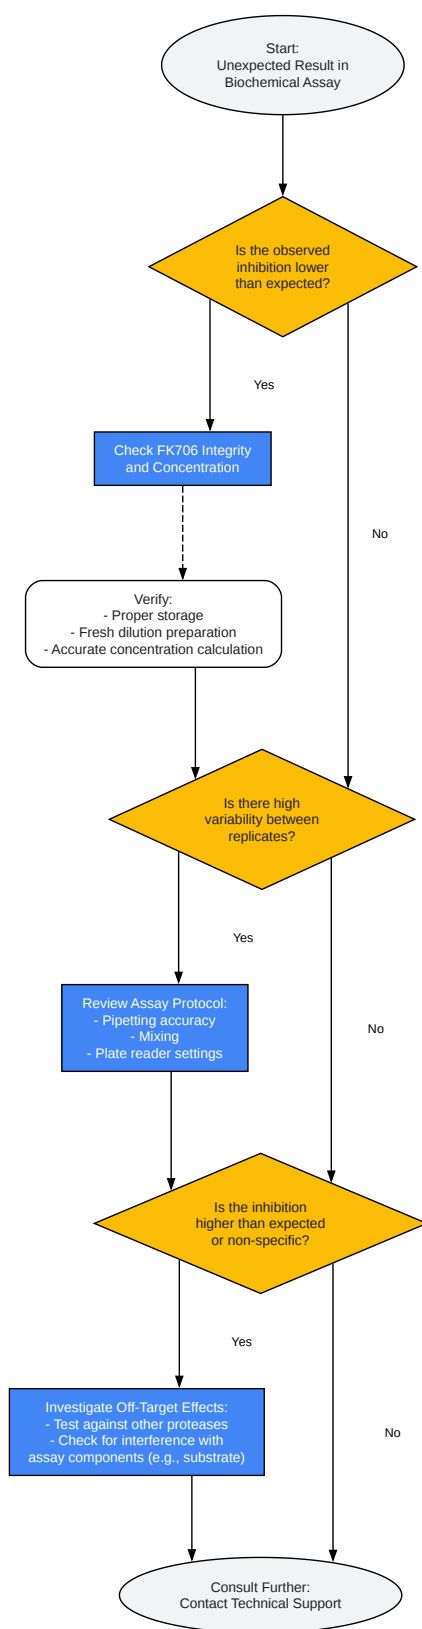 Start:
Unexpected Result in
Biochemical Assay
Is the observed
inhibition lower
than expected?
Yes
Check FK706 Integrity
and Concentration
No
Verify:
- Proper storage
- Fresh dilution preparation
- Accurate concentration calculation
Is there high
variability between
replicates?
Yes
Review Assay Protocol:
- Pipetting accuracy
- Mixing
- Plate reader settings
No
Is the inhibition
higher than expected
or non-specific?
Yes
Investigate Off-Target Effects:
- Test against other proteases
- Check for interference with
assay components (e.g., substrate)
No
Consult Further:
Contact Technical Support